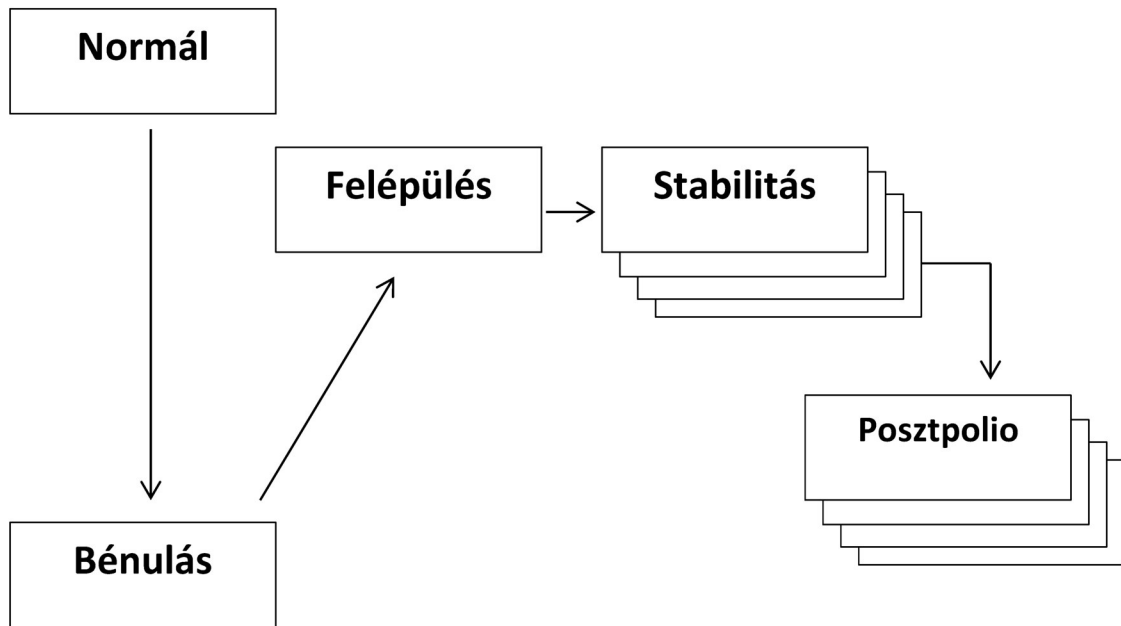 Normál
Felépülés
Stabilitás
Posztpolio
Bénulás